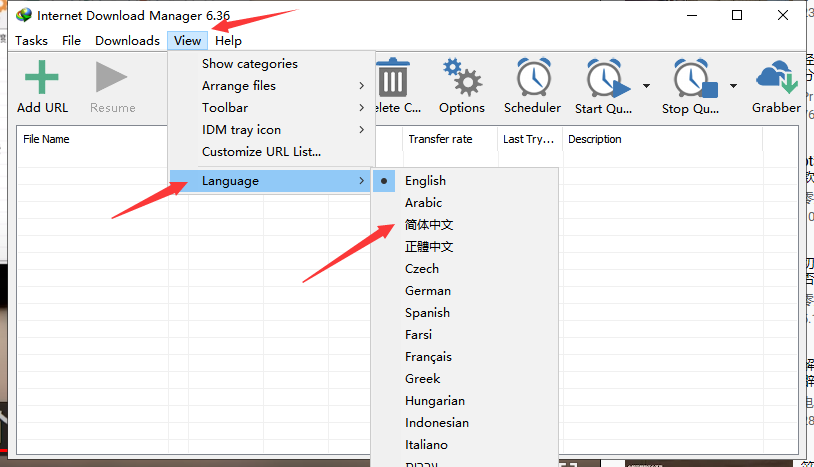 Internet Download Manager 6.36
Tasks File Downloads View Help
Add URL Resume elete C... Options Scheduler Start Qu... Stop Qu... Grabber
Show categories
Arrange files
Toolbar
IDM tray icon
Customize URL List...
Language
File Name Transfer rate Last Try... Description
English
Arabic
简体中文
正體中文
Czech
German
Spanish
Farsi
Français
Greek
Hungarian
Indonesian
Italiano